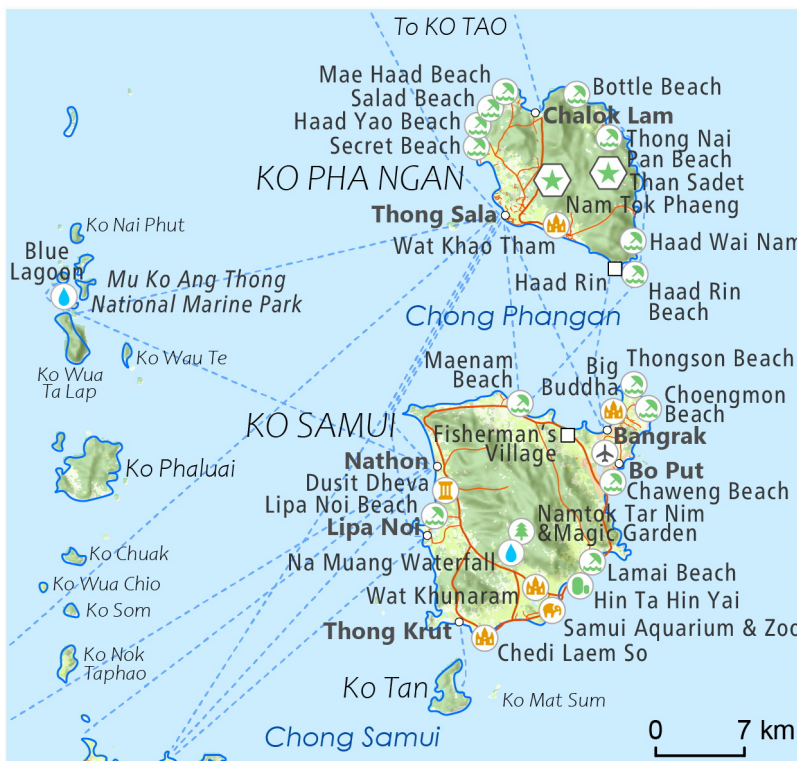 To KO TAO
Mae Haad Beach
Bottle Beach
Salad Beach
Chalok Lam
Haad Yao Beach
Thong Nai
Pan Beach
Secret Beach
KO PHA NGAN
Than Sadet
Nam Tok Phaeng
Thong Sala
Ko Nai Phut
Wat Khao Tham
Haad Wai Nam
Blue
Lagoon
Mu Ko Ang Thong
National Marine Park
Haad Rin
Haad Rin
Beach
Chong Phangan
Ko Wau Te
Ko Wua
Ta Lap
Maenam
Beach
Big
Buddha
Thongson Beach
Choengmon
Beach
KO SAMUI
Fisherman's
Village
Bangrak
Ko Phaluai
Nathon
Bo Put
Dusit Dheva
Chaweng Beach
Lipa Noi Beach
Namtok Tar Nim
&Magic Garden
Lipa Noi
Ko Chuak
Na Muang Waterfall
Lamai Beach
Ko Wua Chio
Wat Khunaram
Hin Ta Hin Yai
Ko Som
Thong Krut
Samui Aquarium & Zoo
Chedi Laem So
Ko Nok
Taphao
Ko Tan
Ko Mat Sum
Chong Samui
0 7 km